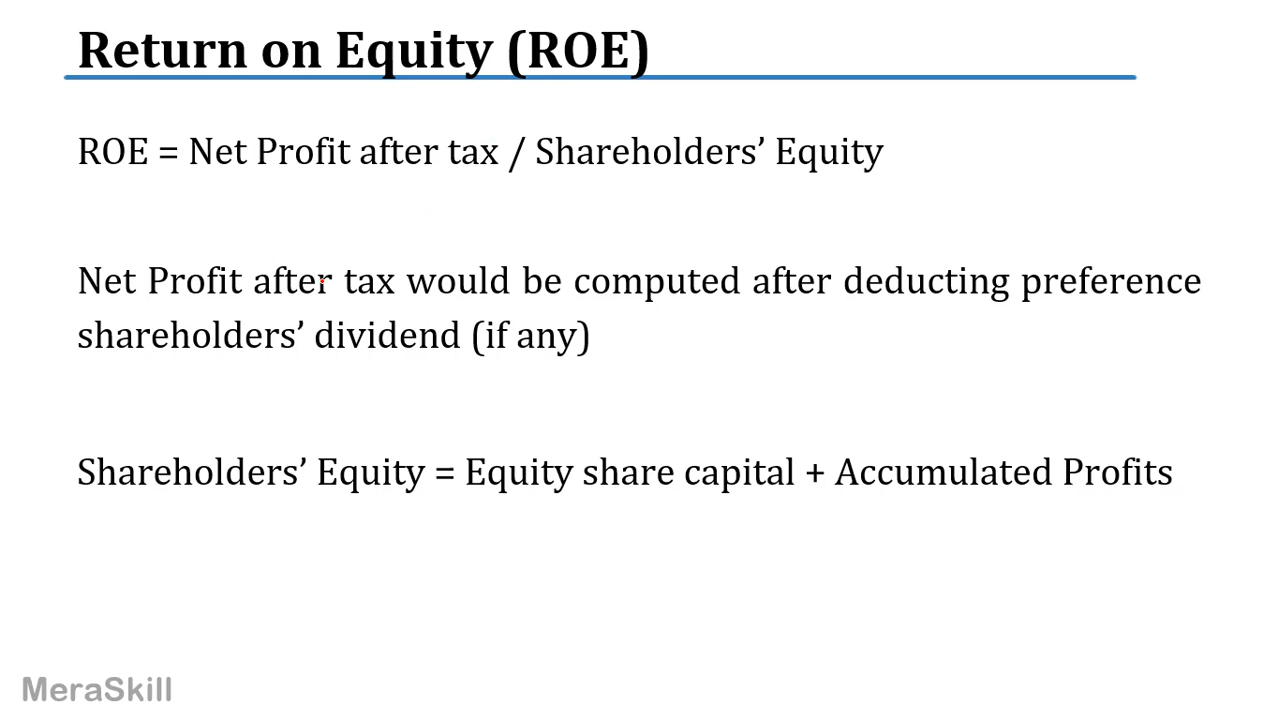 Return on Equity (ROE)
ROE = Net Profit after tax / Shareholders’ Equity
Net Profit after tax would be computed after deducting preference
shareholders’ dividend (if any)
Shareholders’ Equity = Equity share capital + Accumulated Profits
MeraSkill